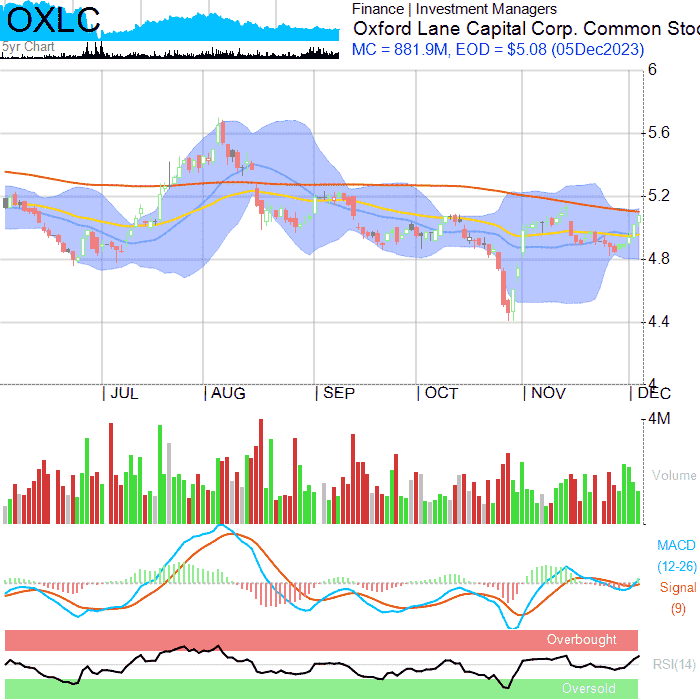 OXLC
5yr Chart
Finance | Investment Managers
Oxford Lane Capital Corp. Common Stoc
MC = 881.9M, EOD = $5.08 (05Dec2023)
6
5.6
5.2
4.8
4.4
4
| JUL | AUG | SEP | OCT | NOV | DEC
4M
Volume
MACD
(12-26)
Signal
(9)
Overbought
RSI(14)
Oversold